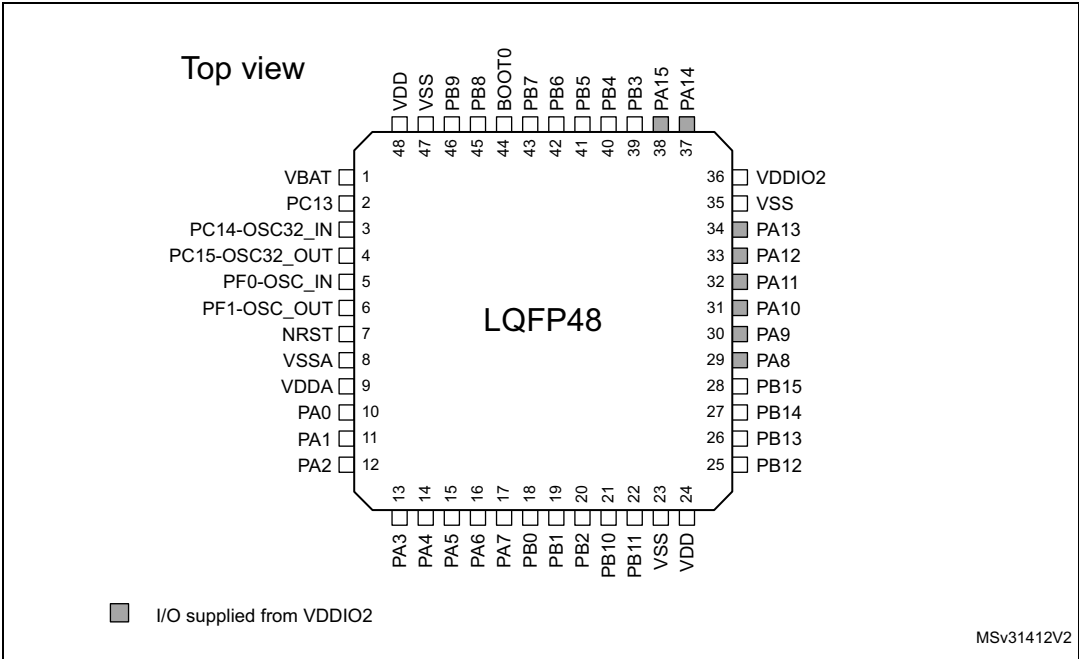 Top view
VDD
VSS
PB9
PB8
BOOT0
PB7
PB6
PB5
PB4
PB3
PA15
PA14
48
47
46
45
44
43
42
41
40
39
38
37
VBAT 1
PC13 2
PC14-OSC32_IN 3
PC15-OSC32_OUT 4
PF0-OSC_IN 5
PF1-OSC_OUT 6
NRST 7
VSSA 8
VDDA 9
PA0 10
PA1 11
PA2 12
LQFP48
36 VDDIO2
35 VSS
34 PA13
33 PA12
32 PA11
31 PA10
30 PA9
29 PA8
28 PB15
27 PB14
26 PB13
25 PB12
13
14
15
16
17
18
19
20
21
22
23
24
PA3
PA4
PA5
PA6
PA7
PB0
PB1
PB2
PB10
PB11
VSS
VDD
I/O supplied from VDDIO2
MSv31412V2